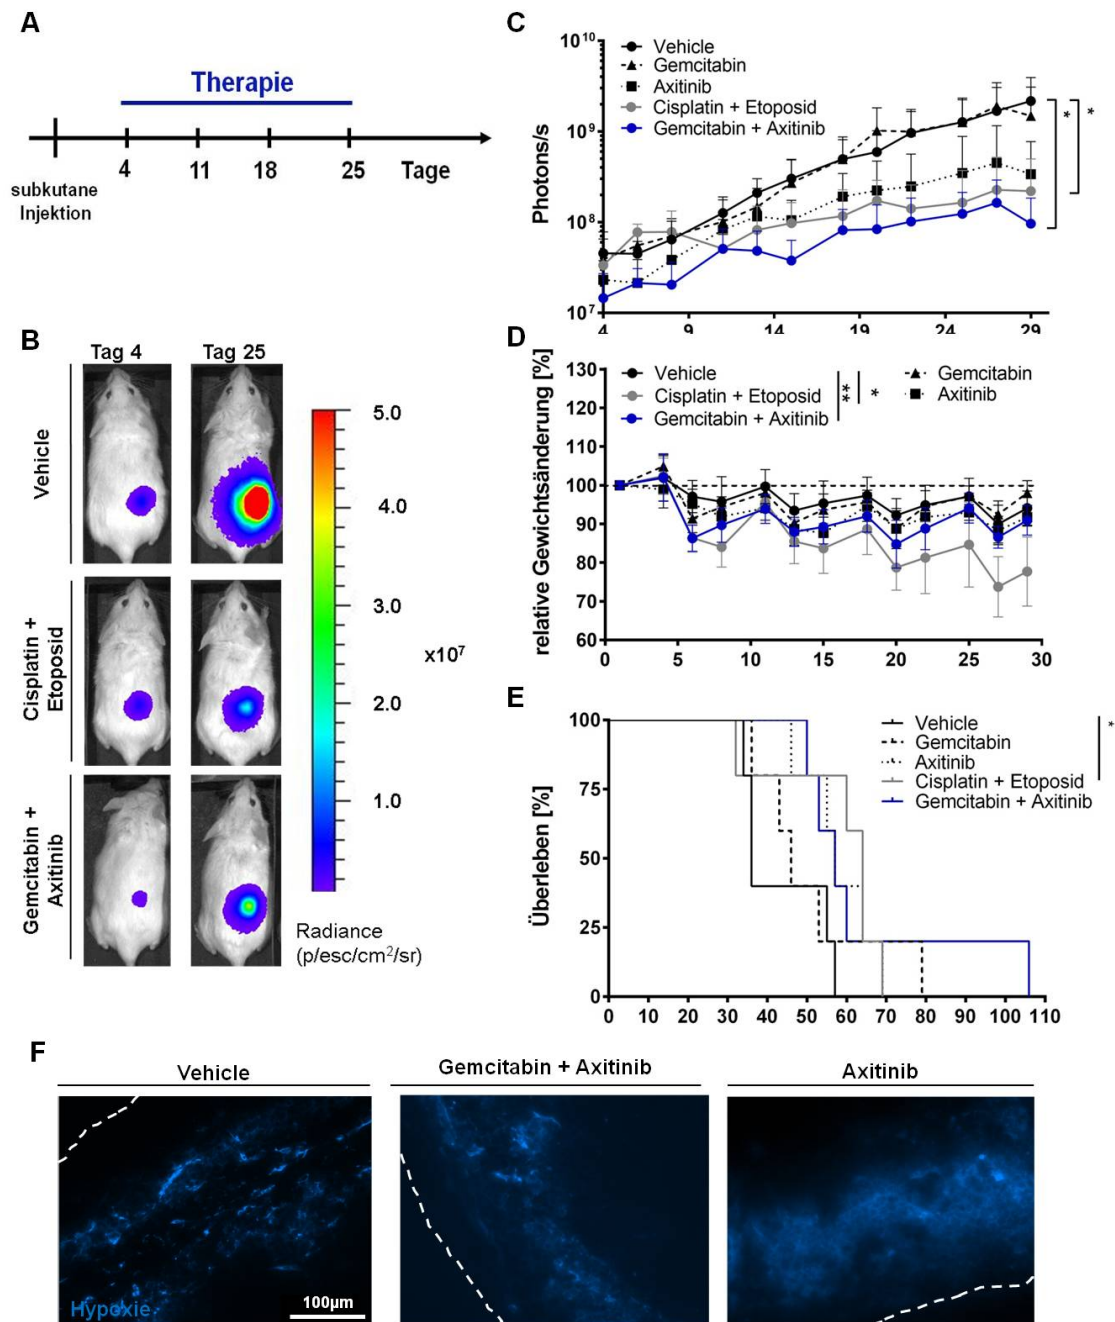 A
Therapie
4 11 18 25 Tage
subkutane
Injektion
B
Tag 4 Tag 25
Vehicle
Cisplatin +
Etoposid
Gemcitabin +
Axitinib
5.0
4.0
3.0
x10⁷
2.0
1.0
Radiance
(p/esc/cm²/sr)
C
Photons/s
10¹⁰
10⁹
10⁸
10⁷
4 9 14 19 24 29
Vehicle
Gemcitabin
Axitinib
Cisplatin + Etoposid
Gemcitabin + Axitinib
* *
D
relative Gewichtsänderung [%]
130
120
110
100
90
80
70
60
0 5 10 15 20 25 30
Vehicle
Cisplatin + Etoposid
Gemcitabin + Axitinib
** *
Gemcitabin
Axitinib
E
Überleben [%]
100
75
50
25
0
0 10 20 30 40 50 60 70 80 90 100 110
Vehicle
Gemcitabin
Axitinib
Cisplatin + Etoposid
Gemcitabin + Axitinib
*
F
Vehicle Gemcitabin + Axitinib Axitinib
Hypoxie
100µm